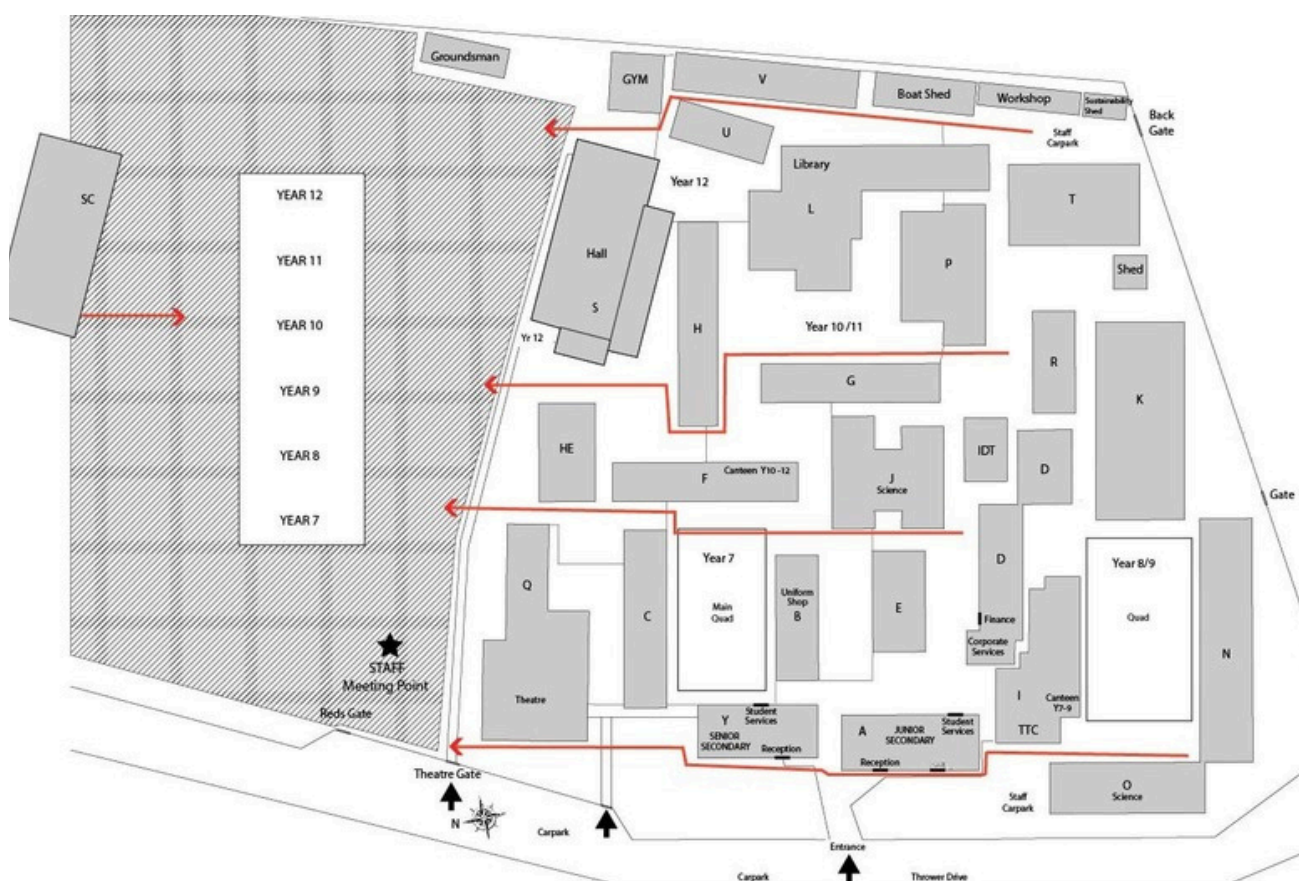 Groundsman
GYM
V
Boat Shed
Workshop
Sustainability
Shed
Back
Gate
Staff
Carpark
U
Library
L
Year 12
T
SC
YEAR 12
YEAR 11
YEAR 10
YEAR 9
YEAR 8
YEAR 7
Hall
S
P
Shed
H
Year 10 /11
Yr 12
R
G
K
HE
Canteen Y10 -12
F
J
Science
IDT
D
Gate
Q
C
Year 7
Main
Quad
Uniform
Shop
B
E
D
Finance
Corporate
Services
Year 8/9
Quad
N
STAFF
Meeting Point
Reds Gate
Theatre
Y
Student
Services
SENIOR
SECONDARY
Reception
A
JUNIOR
SECONDARY
Student
Services
Reception
I
Canteen
Y7-9
TTC
O
Science
Staff
Carpark
Theatre Gate
N
Carpark
Entrance
Carpark
Thrower Drive